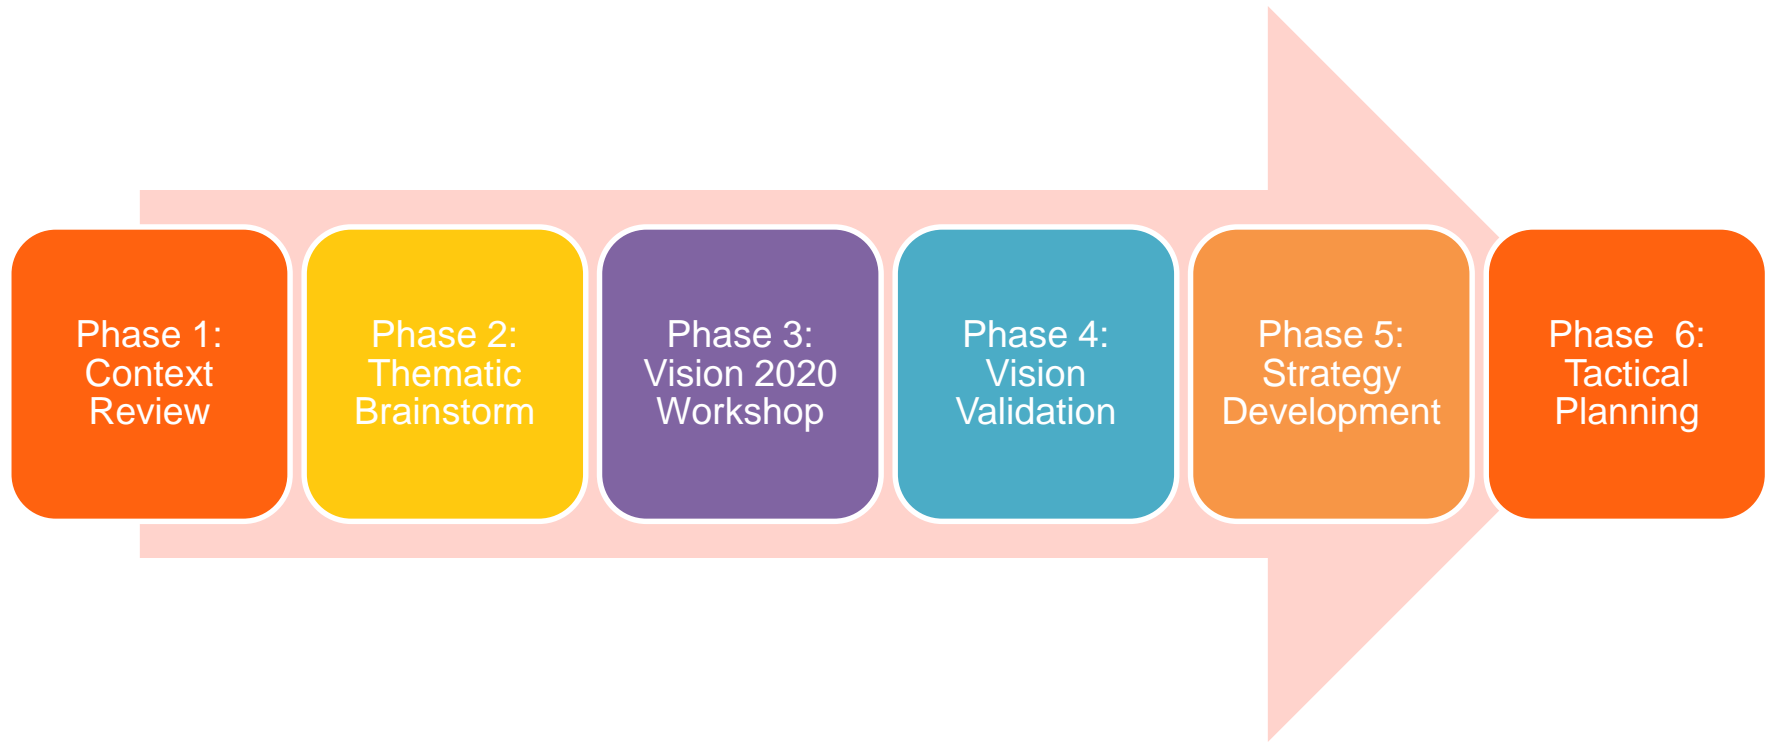 Phase 1:
Context
Review
Phase 2:
Thematic
Brainstorm
Phase 3:
Vision 2020
Workshop
Phase 4:
Vision
Validation
Phase 5:
Strategy
Development
Phase  6:
Tactical
Planning